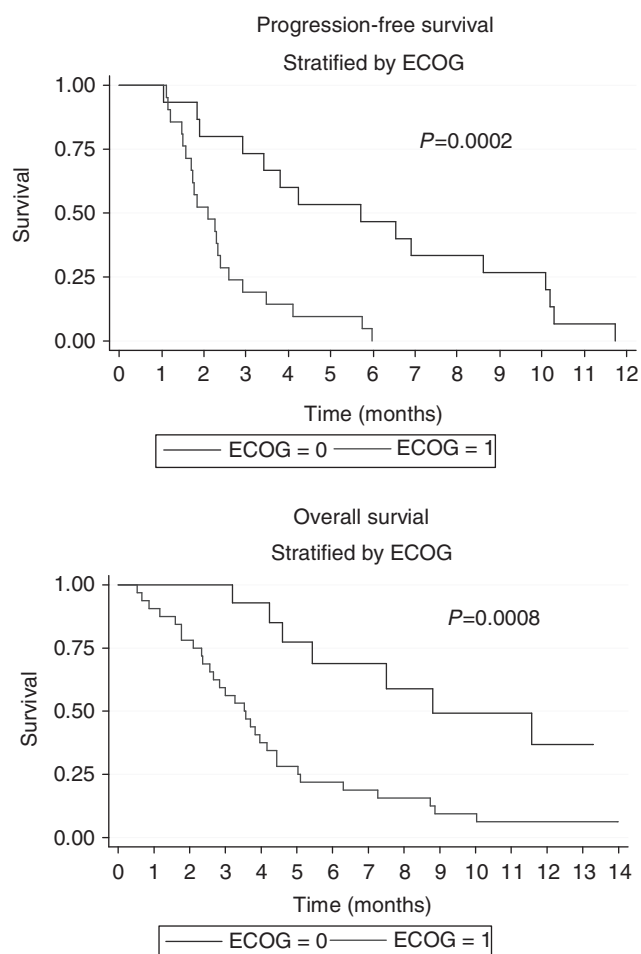 Progression-free survival
Stratified by ECOG
1.00
0.75
0.50
0.25
0.00
Survival
P=0.0002
0 1 2 3 4 5 6 7 8 9 10 11 12
Time (months)
ECOG = 0 ECOG = 1
Overall survial
Stratified by ECOG
1.00
0.75
0.50
0.25
0.00
Survival
P=0.0008
0 1 2 3 4 5 6 7 8 9 10 11 12 13 14
Time (months)
ECOG = 0 ECOG = 1